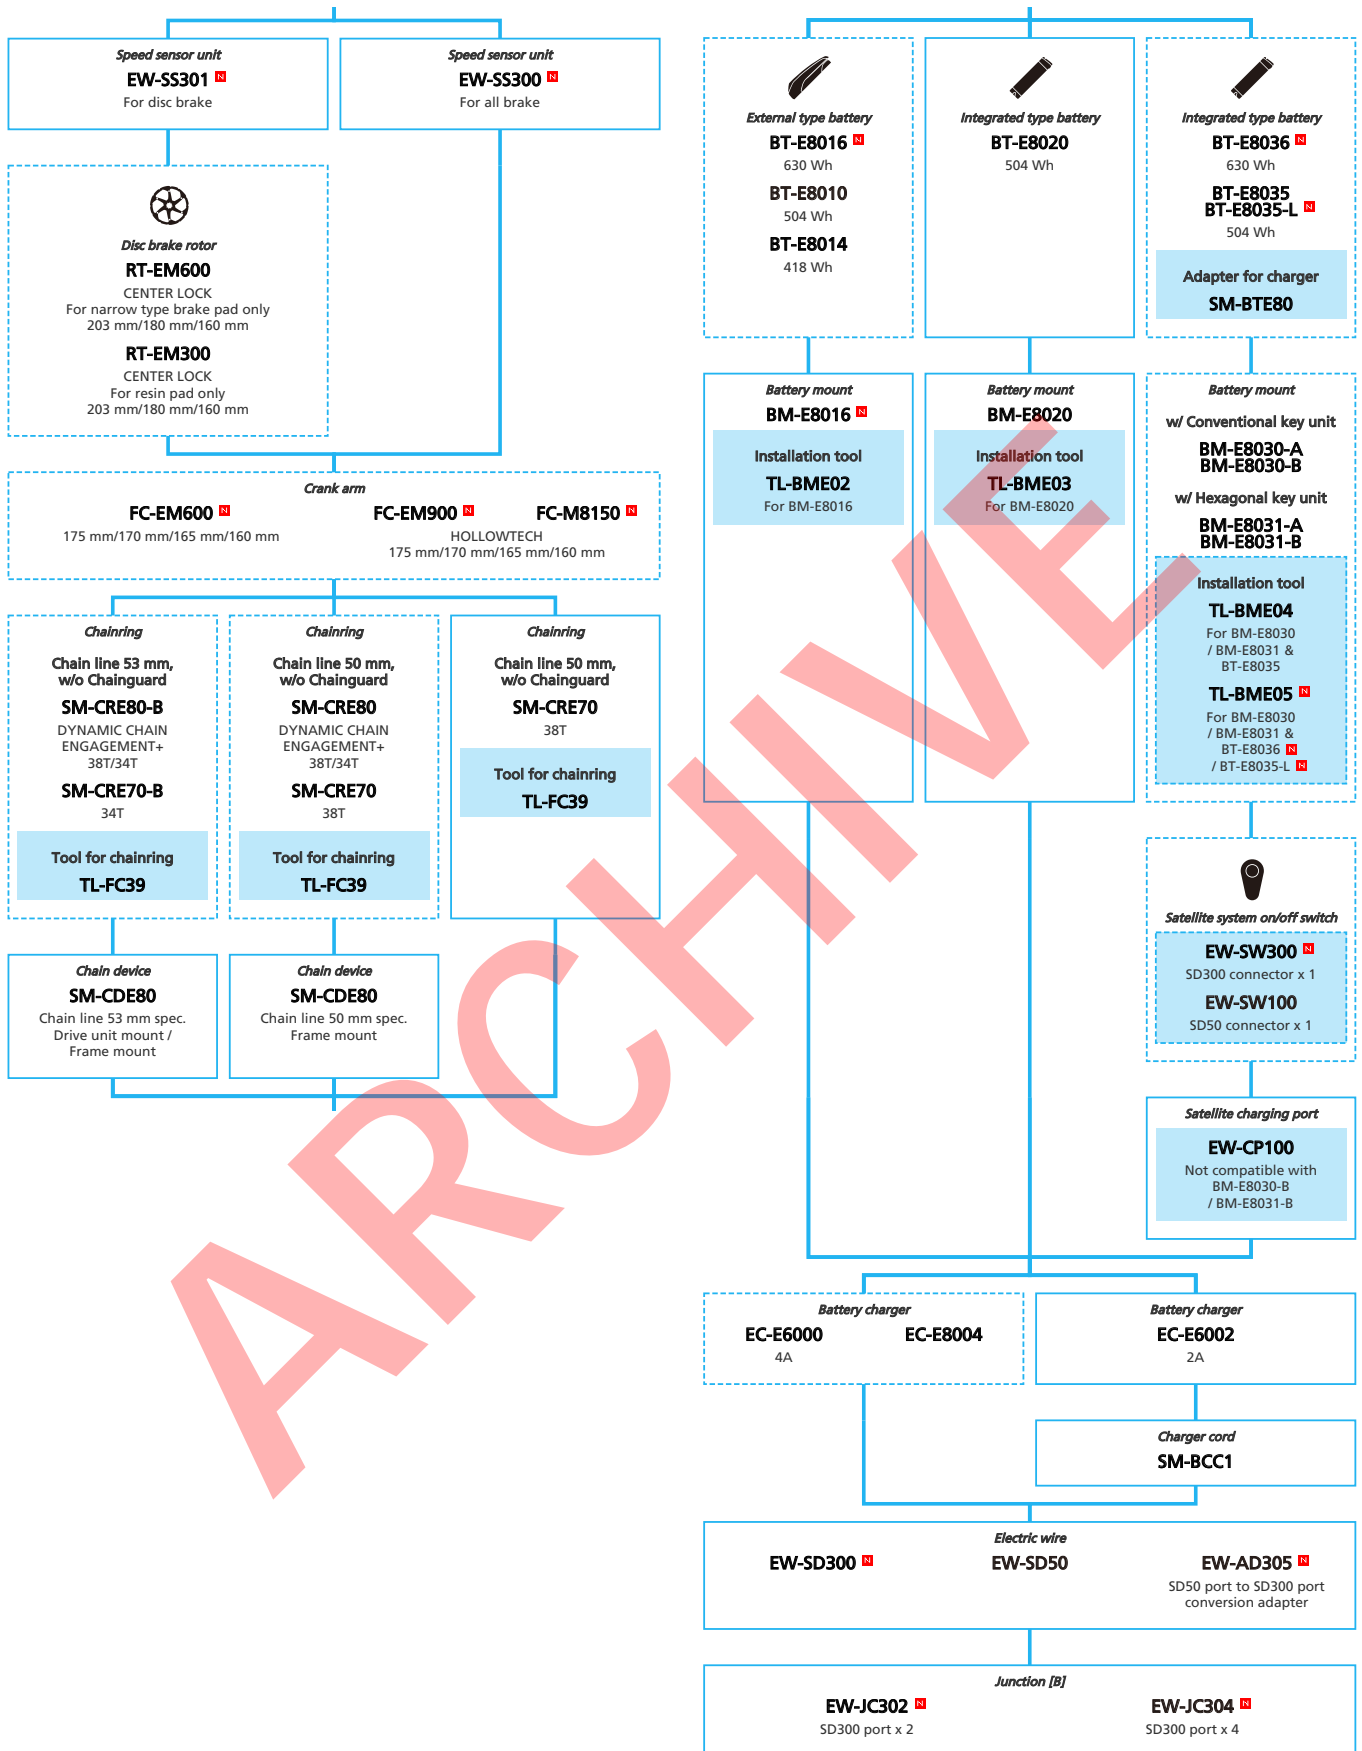 Speed sensor unit
EW-SS301 N
For disc brake
Speed sensor unit
EW-SS300 N
For all brake
Disc brake rotor
RT-EM600
CENTER LOCK
For narrow type brake pad only
203 mm/180 mm/160 mm
RT-EM300
CENTER LOCK
For resin pad only
203 mm/180 mm/160 mm
Crank arm
FC-EM600 N
175 mm/170 mm/165 mm/160 mm
FC-EM900 N FC-M8150 N
HOLLOWTECH
175 mm/170 mm/165 mm/160 mm
Chainring
Chain line 53 mm,
w/o Chainguard
SM-CRE80-B
DYNAMIC CHAIN
ENGAGEMENT+
38T/34T
SM-CRE70-B
34T
Tool for chainring
TL-FC39
Chainring
Chain line 50 mm,
w/o Chainguard
SM-CRE80
DYNAMIC CHAIN
ENGAGEMENT+
38T/34T
SM-CRE70
38T
Tool for chainring
TL-FC39
Chainring
Chain line 50 mm,
w/o Chainguard
SM-CRE70
38T
Tool for chainring
TL-FC39
Chain device
SM-CDE80
Chain line 53 mm spec.
Drive unit mount /
Frame mount
Chain device
SM-CDE80
Chain line 50 mm spec.
Frame mount
External type battery
BT-E8016 N
630 Wh
BT-E8010
504 Wh
BT-E8014
418 Wh
Integrated type battery
BT-E8020
504 Wh
Integrated type battery
BT-E8036 N
630 Wh
BT-E8035
BT-E8035-L N
504 Wh
Adapter for charger
SM-BTE80
Battery mount
BM-E8016 N
Installation tool
TL-BME02
For BM-E8016
Battery mount
BM-E8020
Installation tool
TL-BME03
For BM-E8020
Battery mount
w/ Conventional key unit
BM-E8030-A
BM-E8030-B
w/ Hexagonal key unit
BM-E8031-A
BM-E8031-B
Installation tool
TL-BME04
For BM-E8030
/ BM-E8031 &
BT-E8035
TL-BME05 N
For BM-E8030
/ BM-E8031 &
BT-E8036 N
/ BT-E8035-L N
Satellite system on/off switch
EW-SW300 N
SD300 connector x 1
EW-SW100
SD50 connector x 1
Satellite charging port
EW-CP100
Not compatible with
BM-E8030-B
/ BM-E8031-B
Battery charger
EC-E6000 EC-E8004
4A
Battery charger
EC-E6002
2A
Charger cord
SM-BCC1
Electric wire
EW-SD300 N EW-SD50 EW-AD305 N
SD50 port to SD300 port
conversion adapter
Junction [B]
EW-JC302 N
SD300 port x 2
EW-JC304 N
SD300 port x 4
ARCHIVE